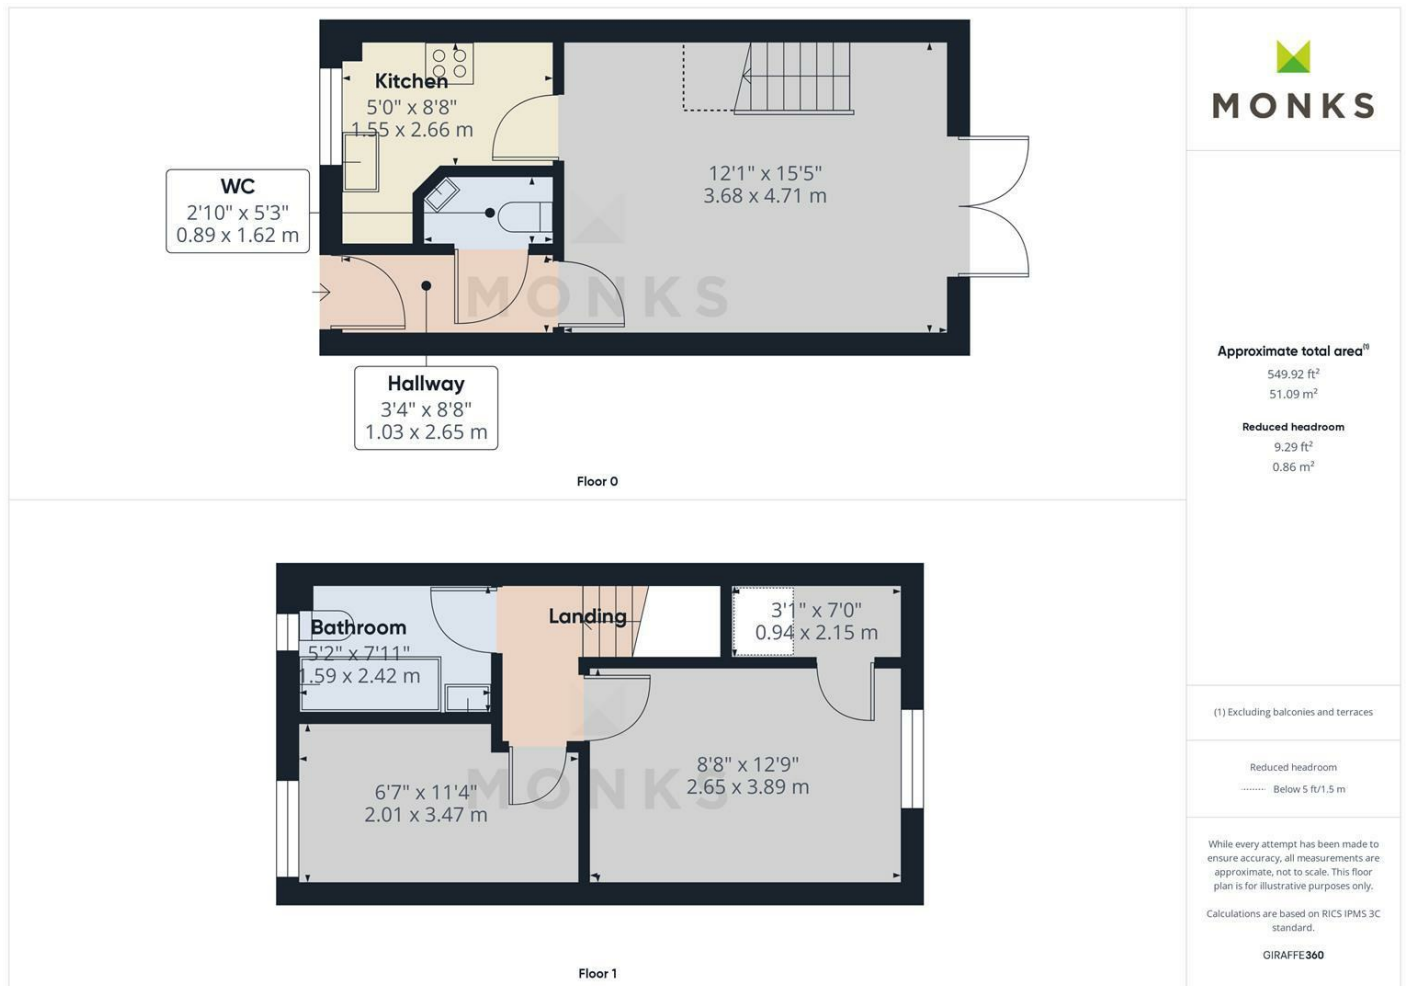 Kitchen
5'0" x 8'8"
1.55 x 2.66 m
WC
2'10" x 5'3"
0.89 x 1.62 m
12'1" x 15'5"
3.68 x 4.71 m
MONKS
Hallway
3'4" x 8'8"
1.03 x 2.65 m
Floor 0
Bathroom
5'2" x 7'11"
1.59 x 2.42 m
Landing
3'1" x 7'0"
0.94 x 2.15 m
6'7" x 11'4"
2.01 x 3.47 m
8'8" x 12'9"
2.65 x 3.89 m
MONKS
Floor 1
MONKS
Approximate total area(1)
549.92 ft²
51.09 m²
Reduced headroom
9.29 ft²
0.86 m²
(1) Excluding balconies and terraces
Reduced headroom
Below 5 ft/1.5 m
While every attempt has been made to
ensure accuracy, all measurements are
approximate, not to scale. This floor
plan is for illustrative purposes only.
Calculations are based on RICS IPMS 3C
standard.
GIRAFFE360